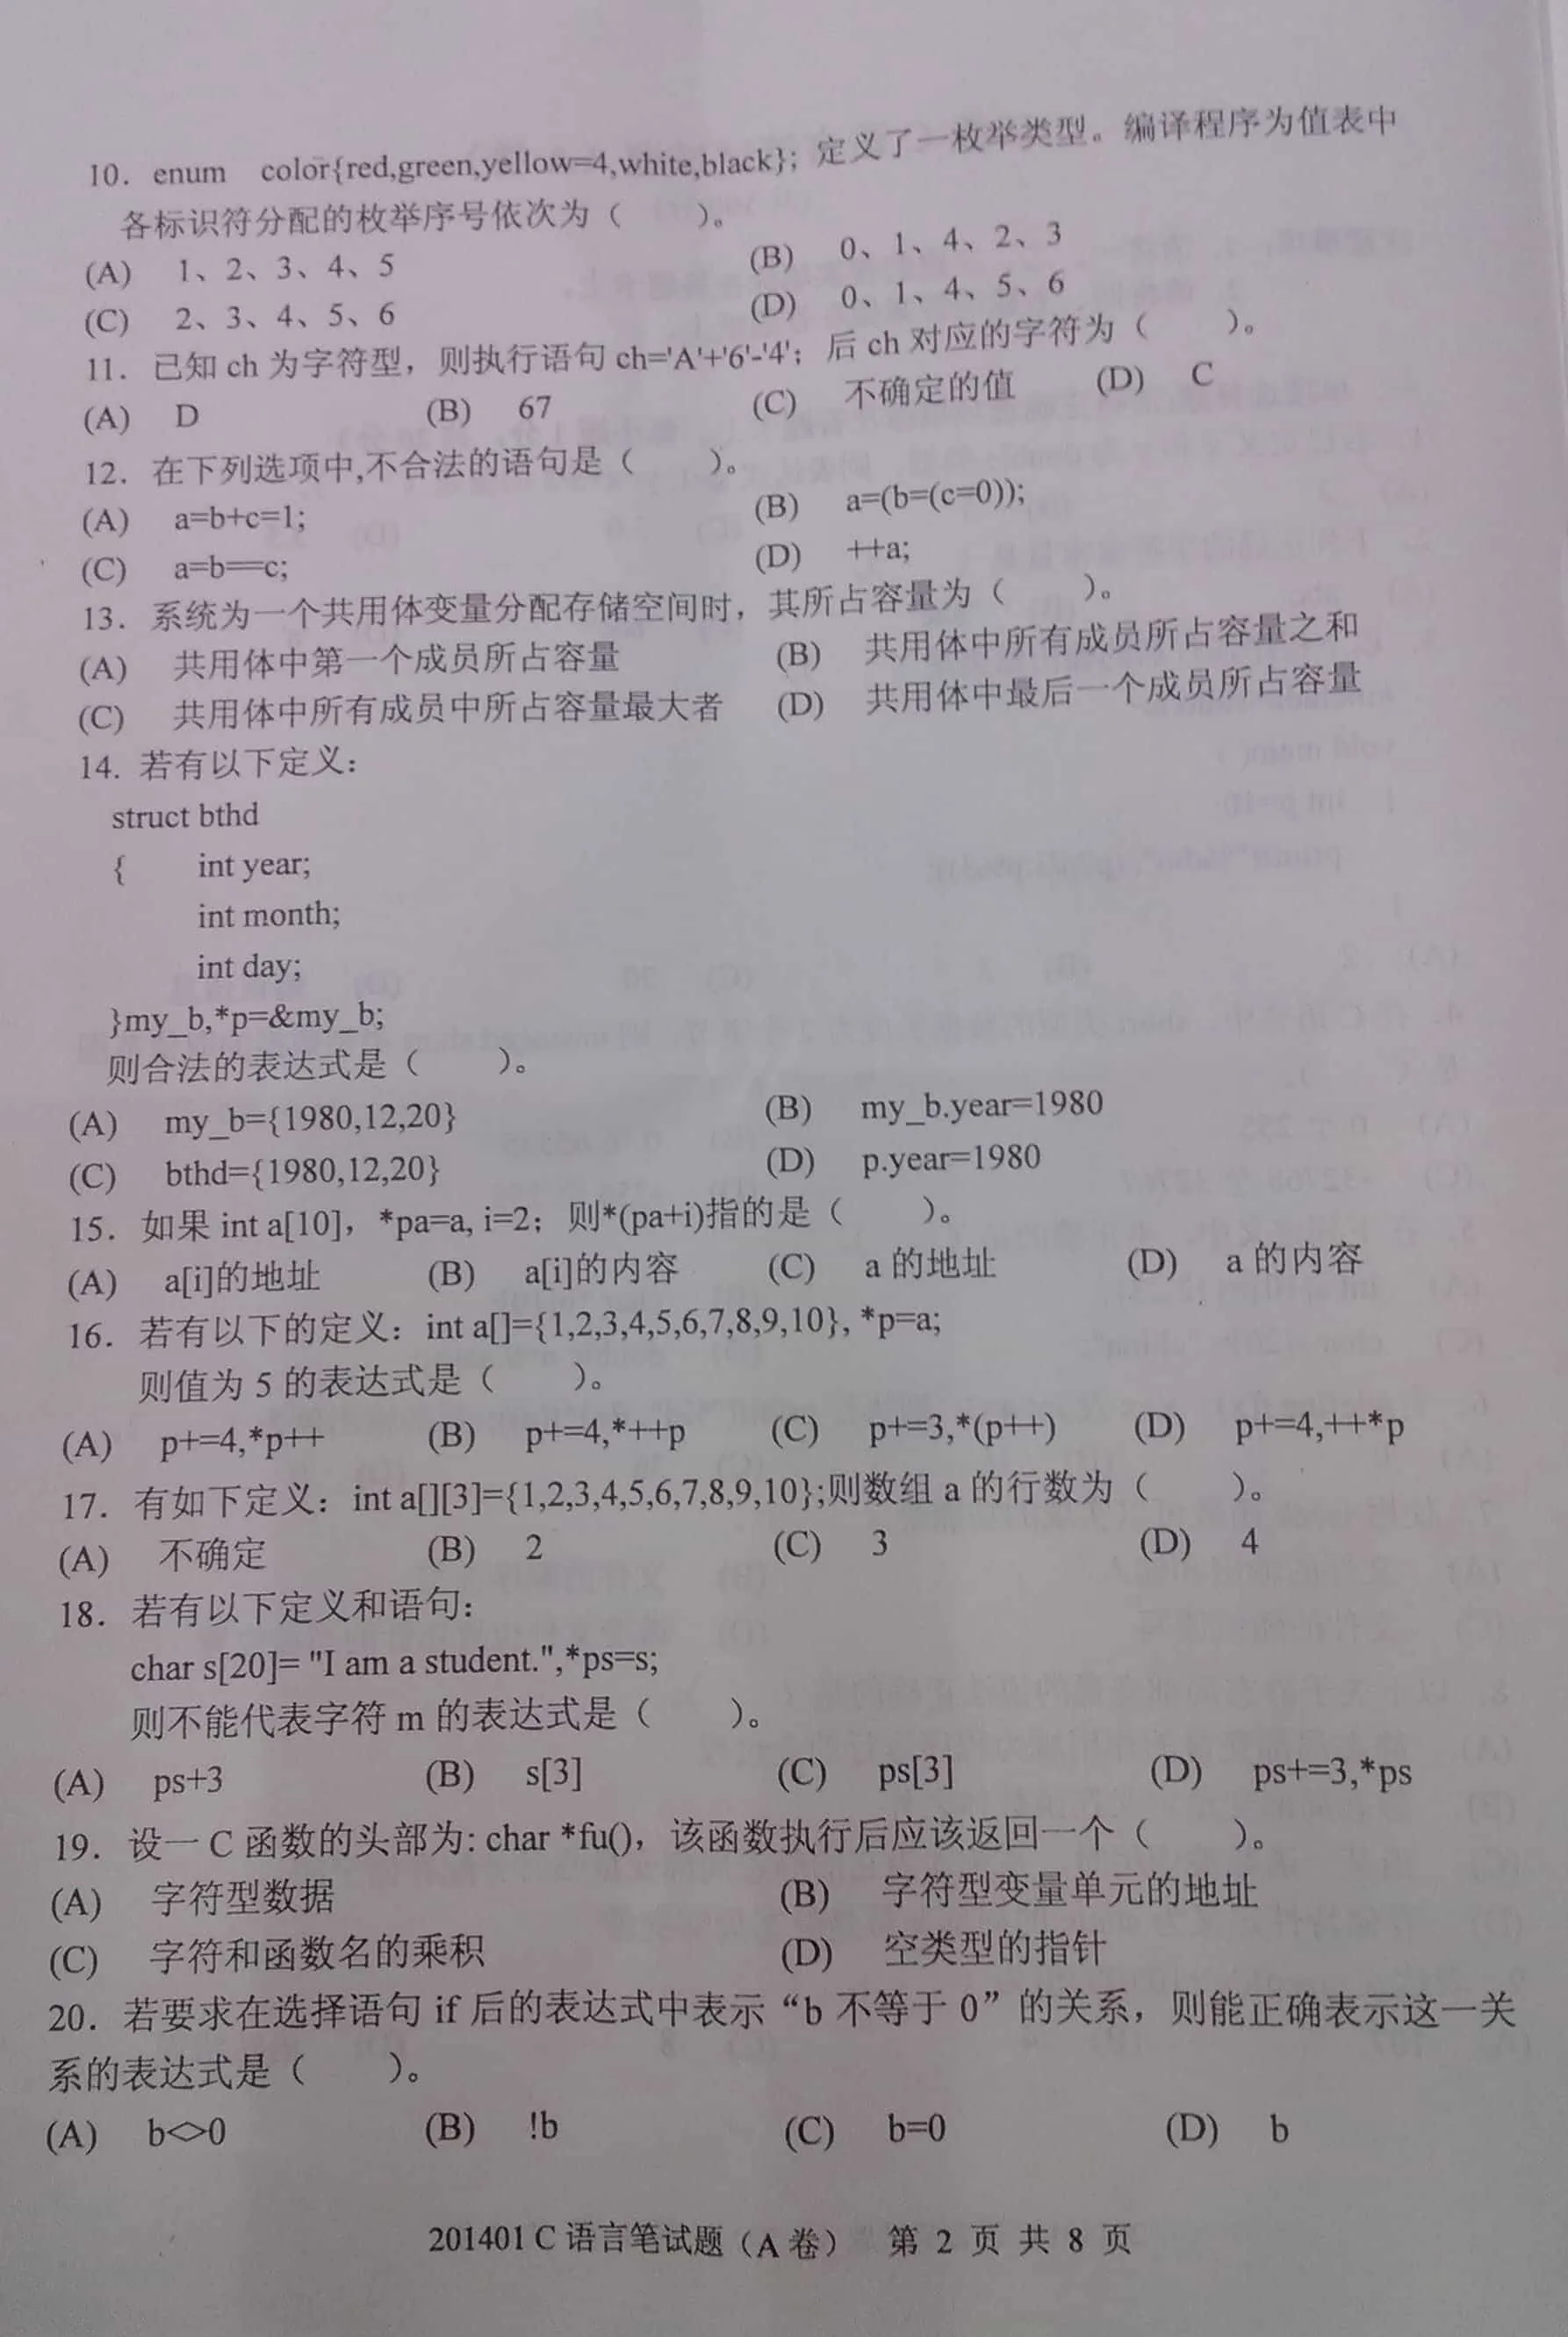 10. enum color{red,green,yellow=4,white,black}; 定义了一枚举类型。编译程序为值表中
各标识符分配的枚举序号依次为（ ）。
(A) 1、2、3、4、5 (B) 0、1、4、2、3
(C) 2、3、4、5、6 (D) 0、1、4、5、6
11. 已知 ch 为字符型，则执行语句 ch='A'+'6'-'4'; 后 ch 对应的字符为（ ）。
(A) D (B) 67 (C) 不确定的值 (D) C
12. 在下列选项中,不合法的语句是（ ）。
(A) a=b+c=1; (B) a=(b=(c=0));
(C) a=b==c; (D) ++a;
13. 系统为一个共用体变量分配存储空间时，其所占容量为（ ）。
(A) 共用体中第一个成员所占容量 (B) 共用体中所有成员所占容量之和
(C) 共用体中所有成员中所占容量最大者 (D) 共用体中最后一个成员所占容量
14. 若有以下定义：
struct bthd
{ int year;
int month;
int day;
}my_b,*p=&my_b;
则合法的表达式是（ ）。
(A) my_b={1980,12,20} (B) my_b.year=1980
(C) bthd={1980,12,20} (D) p.year=1980
15. 如果 int a[10]，*pa=a, i=2；则*(pa+i)指的是（ ）。
(A) a[i]的地址 (B) a[i]的内容 (C) a 的地址 (D) a 的内容
16. 若有以下的定义：int a[]={1,2,3,4,5,6,7,8,9,10}, *p=a;
则值为 5 的表达式是（ ）。
(A) p+=4,*p++ (B) p+=4,*++p (C) p+=3,*(p++) (D) p+=4,++*p
17. 有如下定义：int a[][3]={1,2,3,4,5,6,7,8,9,10};则数组 a 的行数为（ ）。
(A) 不确定 (B) 2 (C) 3 (D) 4
18. 若有以下定义和语句：
char s[20]= "I am a student.",*ps=s;
则不能代表字符 m 的表达式是（ ）。
(A) ps+3 (B) s[3] (C) ps[3] (D) ps+=3,*ps
19. 设一 C 函数的头部为: char *fu()，该函数执行后应该返回一个（ ）。
(A) 字符型数据 (B) 字符型变量单元的地址
(C) 字符和函数名的乘积 (D) 空类型的指针
20. 若要求在选择语句 if 后的表达式中表示“b 不等于 0”的关系，则能正确表示这一关
系的表达式是（ ）。
(A) b<>0 (B) !b (C) b=0 (D) b
201401 C 语言笔试题（A 卷） 第 2 页 共 8 页